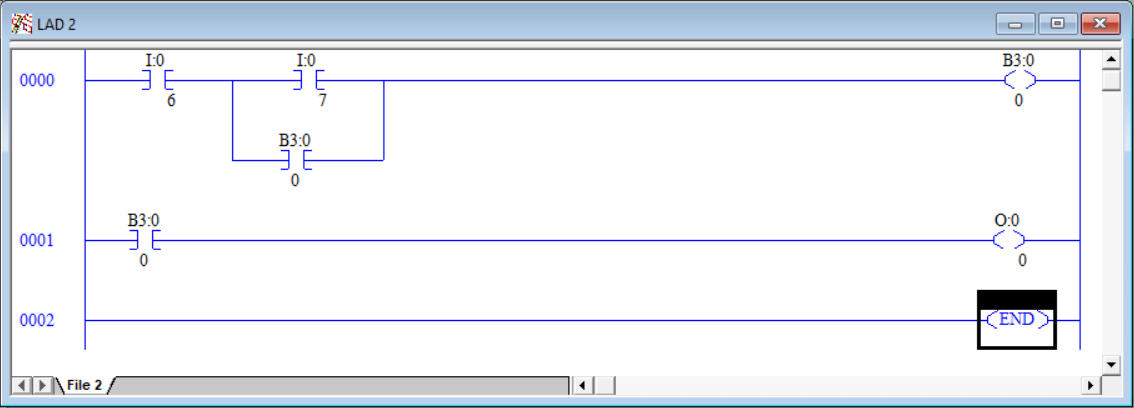 LAD 2
I:0 I:0 B3:0
0000
6 7 0
B3:0
0
B3:0 O:0
0001
0 0
0002 END
File 2